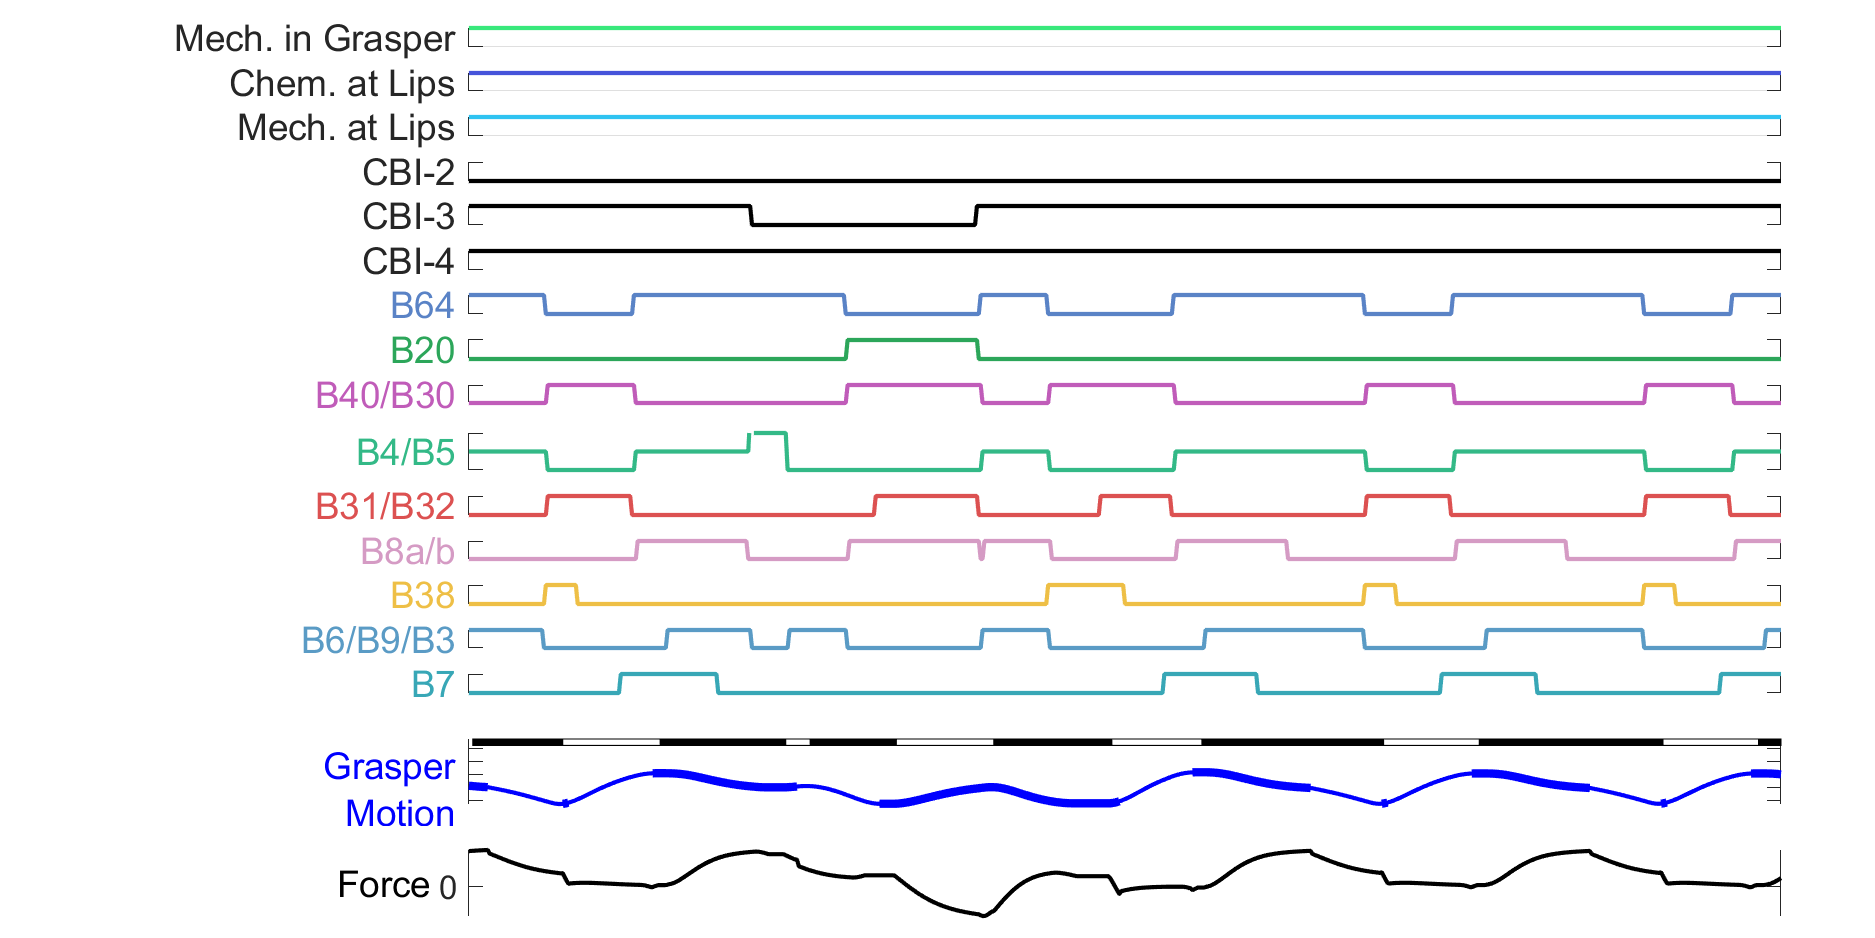 Mech. in Grasper
Chem. at Lips
Mech. at Lips
CBI-2
CBI-3
CBI-4
B64
B20
B40/B30
B4/B5
B31/B32
B8a/b
B38
B6/B9/B3
B7
Grasper
Motion
Force 0